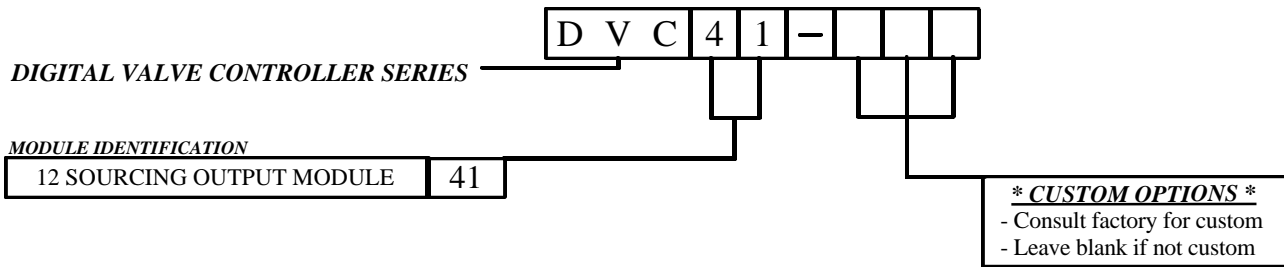 D V C 4 1 –
DIGITAL VALVE CONTROLLER SERIES
MODULE IDENTIFICATION
12 SOURCING OUTPUT MODULE 41
* CUSTOM OPTIONS *
- Consult factory for custom
- Leave blank if not custom